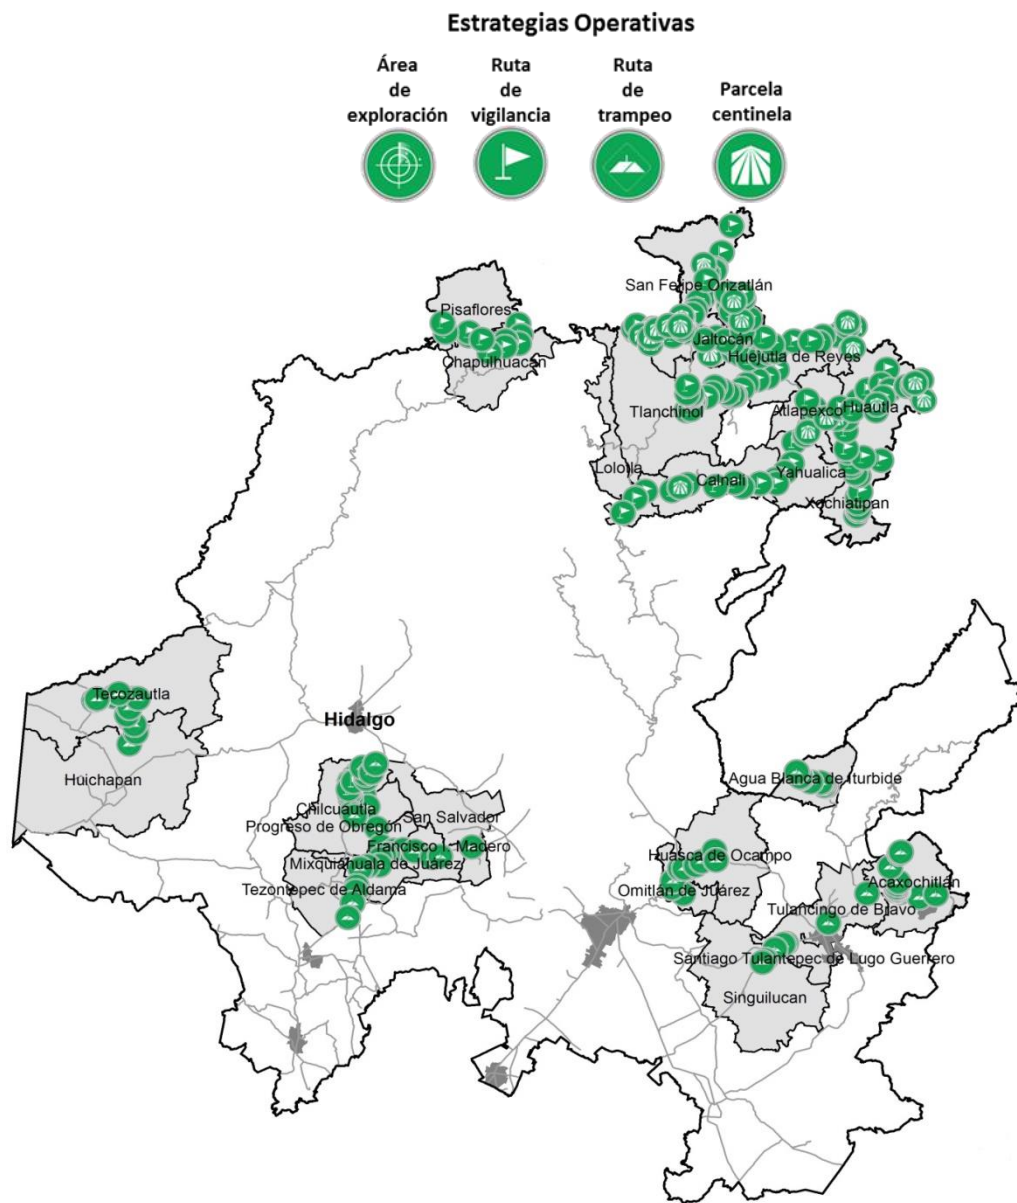 Estrategias Operativas
Área
de
exploración
Ruta
de
vigilancia
Ruta
de
trampeo
Parcela
centinela
San Felipe Orizatlán
Pisaflores
Jaltocán
Chapulhuacán
Huejutla de Reyes
Tlanchinol
Atlapexco
Huautla
Lolotla
Calnali
Yahualica
Xochiatipan
Tecozautla
Hidalgo
Huichapan
Agua Blanca de Iturbide
Chilcuautla
San Salvador
Progreso de Obregón
Francisco I. Madero
Mixquiahuala de Juárez
Huasca de Ocampo
Tezontepec de Aldama
Omitlán de Juárez
Acaxochitlán
Tulancingo de Bravo
Santiago Tulantepec de Lugo Guerrero
Singuilucan